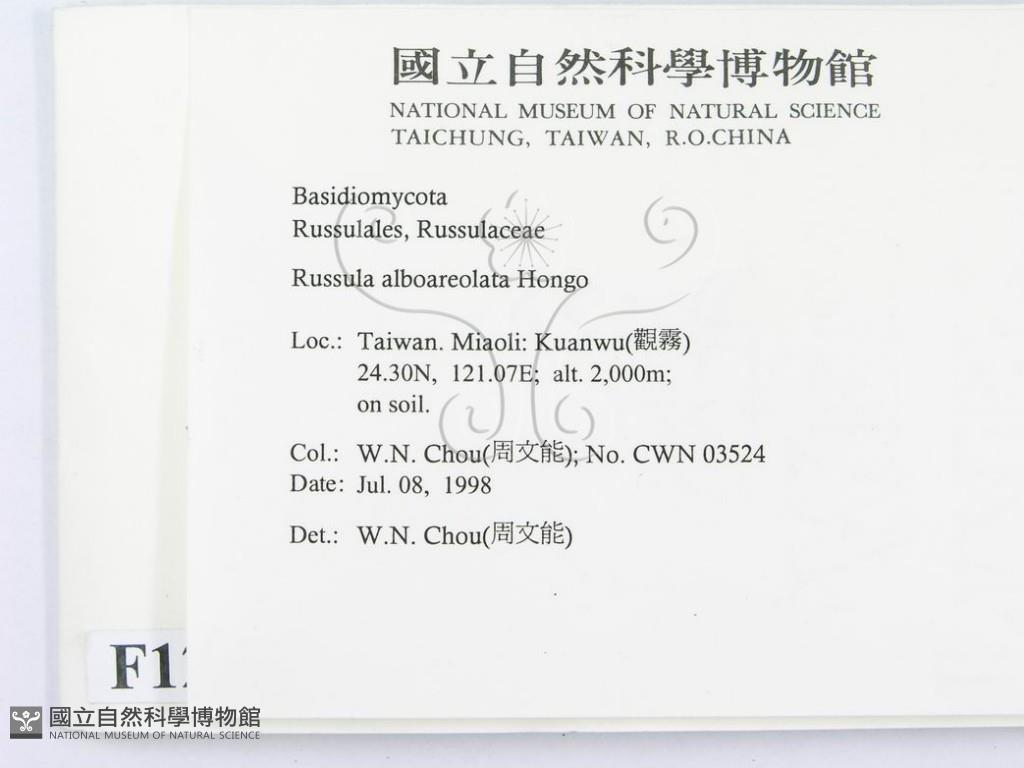 國立自然科學博物館
NATIONAL MUSEUM OF NATURAL SCIENCE
TAICHUNG, TAIWAN, R.O.CHINA
Basidiomycota
Russulales, Russulaceae
Russula alboareolata Hongo
Loc.: Taiwan. Miaoli: Kuanwu(觀霧)
24.30N, 121.07E; alt. 2,000m;
on soil.
Col.: W.N. Chou(周文能); No. CWN 03524
Date: Jul. 08, 1998
Det.: W.N. Chou(周文能)
國立自然科學博物館
NATIONAL MUSEUM OF NATURAL SCIENCE